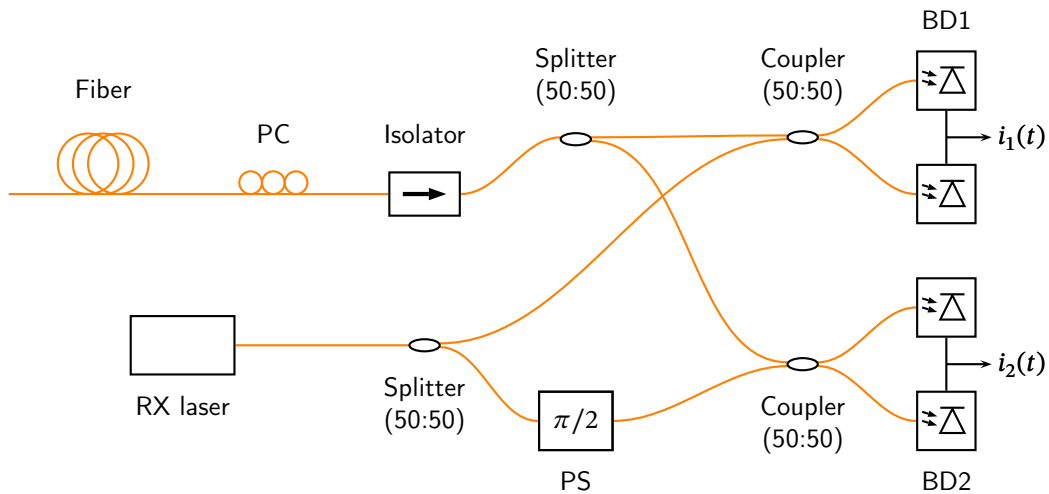 BD1
Splitter
(50:50)
Coupler
(50:50)
Fiber
PC
Isolator
i₁(t)
i₂(t)
RX laser
Splitter
(50:50)
π/2
PS
Coupler
(50:50)
BD2